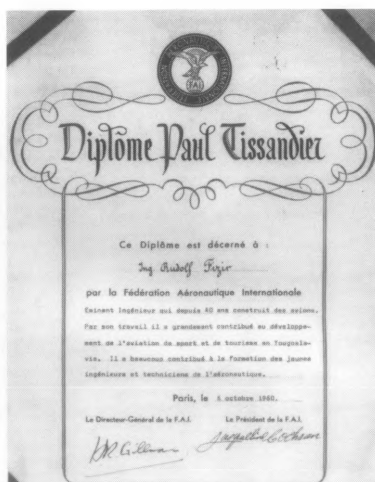 FAI
Diplôme Paul Tissandier
Ce Diplôme est décerné à :
Ing Rudolf Fizir
par la Fédération Aéronautique Internationale
Eminent Ingénieur qui depuis 40 ans construit des avions.
Par son travail il a grandement contribué au développe-
ment de l'aviation de sport et de tourisme en Yougosla-
vie. Il a beaucoup contribué à la formation des jeunes
ingénieurs et techniciens de l'aéronautique.
Paris, le octobre 1960.
Le Directeur-Général de la F.A.I. Le Président de la F.A.I.
Jacqueline Cochran